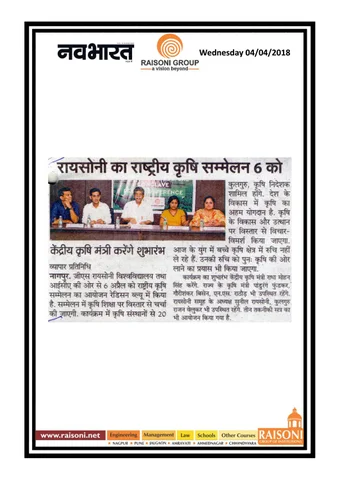 नवभारत
RAISONI GROUP
a vision beyond
Wednesday 04/04/2018
रायसोनी का राष्ट्रीय कृषि सम्मेलन 6 को
केंद्रीय कृषि मंत्री करेंगे शुभारंभ
व्यापार प्रतिनिधि
नागपुर. जीएस रायसोनी विश्वविद्यालय तथा
आईसीए की ओर से 6 अप्रैल को राष्ट्रीय कृषि
सम्मेलन का आयोजन रेडिसन ब्ल्यू में किया
है. सम्मेलन में कृषि शिक्षा पर विस्तार से चर्चा
की जाएगी. कार्यक्रम में कृषि संस्थानों से 20
कुलगुरु, कृषि निदेशक
शामिल होंगे. देश के
विकास में कृषि का
अहम योगदान है. कृषि
के विकास और उत्थान
पर विस्तार से विचार-
विमर्श किया जाएगा.
आज के युग में बच्चे कृषि क्षेत्र में रुचि नहीं
ले रहे हैं. उनकी रुचि को पुनः कृषि की ओर
लाने का प्रयास भी किया जाएगा.
कार्यक्रम का शुभारंभ केंद्रीय कृषि मंत्री राधा मोहन
सिंह करेंगे. राज्य के कृषि मंत्री पांडुरंग फुंडकर,
गौरीशंकर बिसेन, एन.एस. राठौड़ भी उपस्थित रहेंगे.
रायसोनी समूह के अध्यक्ष सुनील रायसोनी, कुलगुरु
राजन वेलूकर भी उपस्थित रहेंगे. तीन तकनीकी सत्र का
भी आयोजन किया गया है.
www.raisoni.net Engineering Management Law Schools Other Courses RAISONI
NAGPUR PUNE JALGAON AMRAVATI AHMEDNAGAR CHHINDWARA